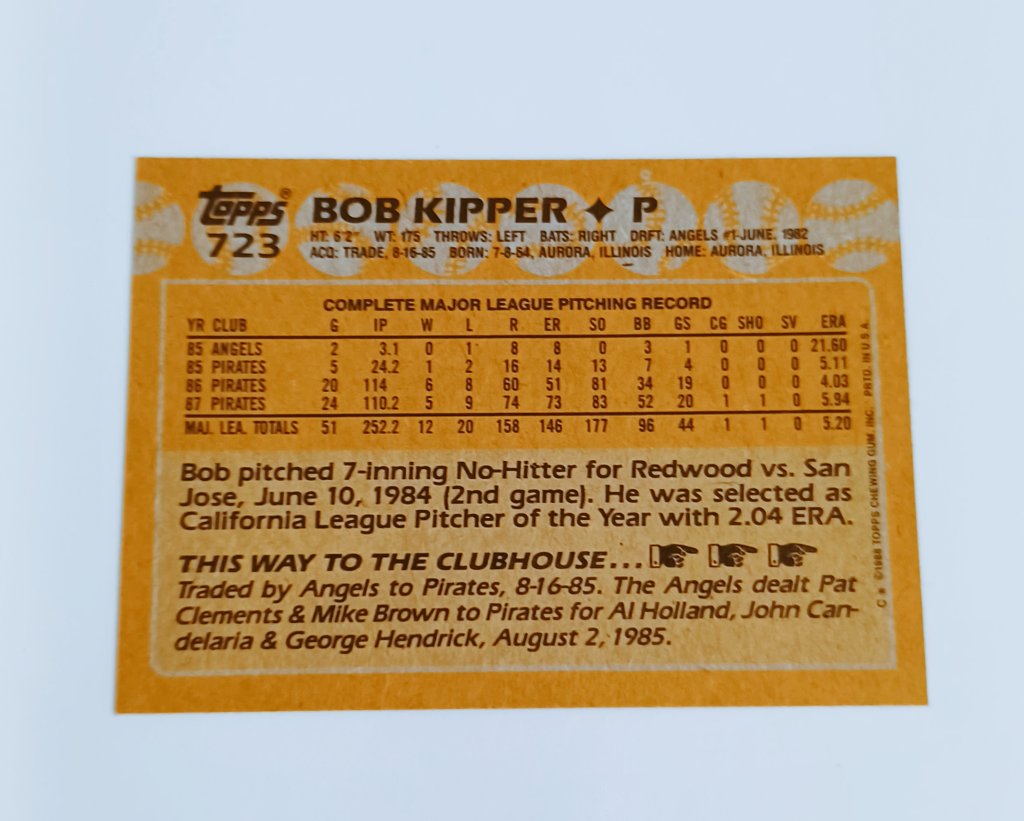 Topps®
723
BOB KIPPER ✦ P
HT: 6'2" WT: 175 THROWS: LEFT BATS: RIGHT DRFT: ANGELS #1-JUNE, 1982
ACQ: TRADE, 8-16-85 BORN: 7-8-64, AURORA, ILLINOIS HOME: AURORA, ILLINOIS
COMPLETE MAJOR LEAGUE PITCHING RECORD
YR CLUB G IP W L R ER SO BB GS CG SHO SV ERA
85 ANGELS 2 3.1 0 1 8 8 0 3 1 0 0 0 21.60
85 PIRATES 5 24.2 1 2 16 14 13 7 4 0 0 0 5.11
86 PIRATES 20 114 6 8 60 51 81 34 19 0 0 0 4.03
87 PIRATES 24 110.2 5 9 74 73 83 52 20 1 1 0 5.94
MAJ. LEA. TOTALS 51 252.2 12 20 158 146 177 96 44 1 1 0 5.20
Bob pitched 7-inning No-Hitter for Redwood vs. San
Jose, June 10, 1984 (2nd game). He was selected as
California League Pitcher of the Year with 2.04 ERA.
THIS WAY TO THE CLUBHOUSE...
Traded by Angels to Pirates, 8-16-85. The Angels dealt Pat
Clements & Mike Brown to Pirates for Al Holland, John Can-
delaria & George Hendrick, August 2, 1985.
C * ©1988 TOPPS CHEWING GUM, INC. PRTD. IN U.S.A.